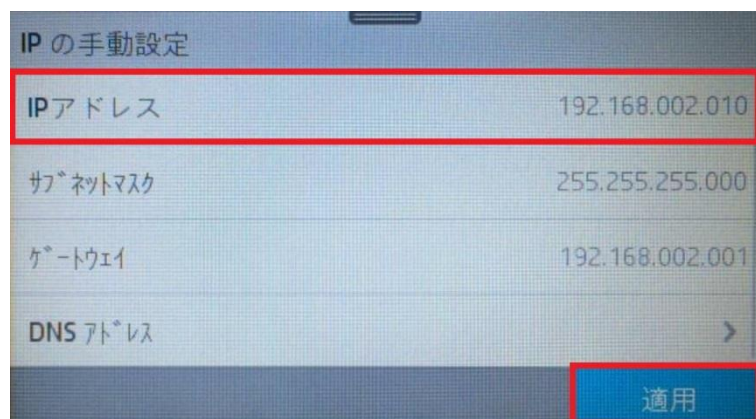 IP の手動設定
IPアドレス 192.168.002.010
ｻﾌﾞﾈｯﾄﾏｽｸ 255.255.255.000
ｹﾞｰﾄｳｪｲ 192.168.002.001
DNS ｱﾄﾞﾚｽ >
適用